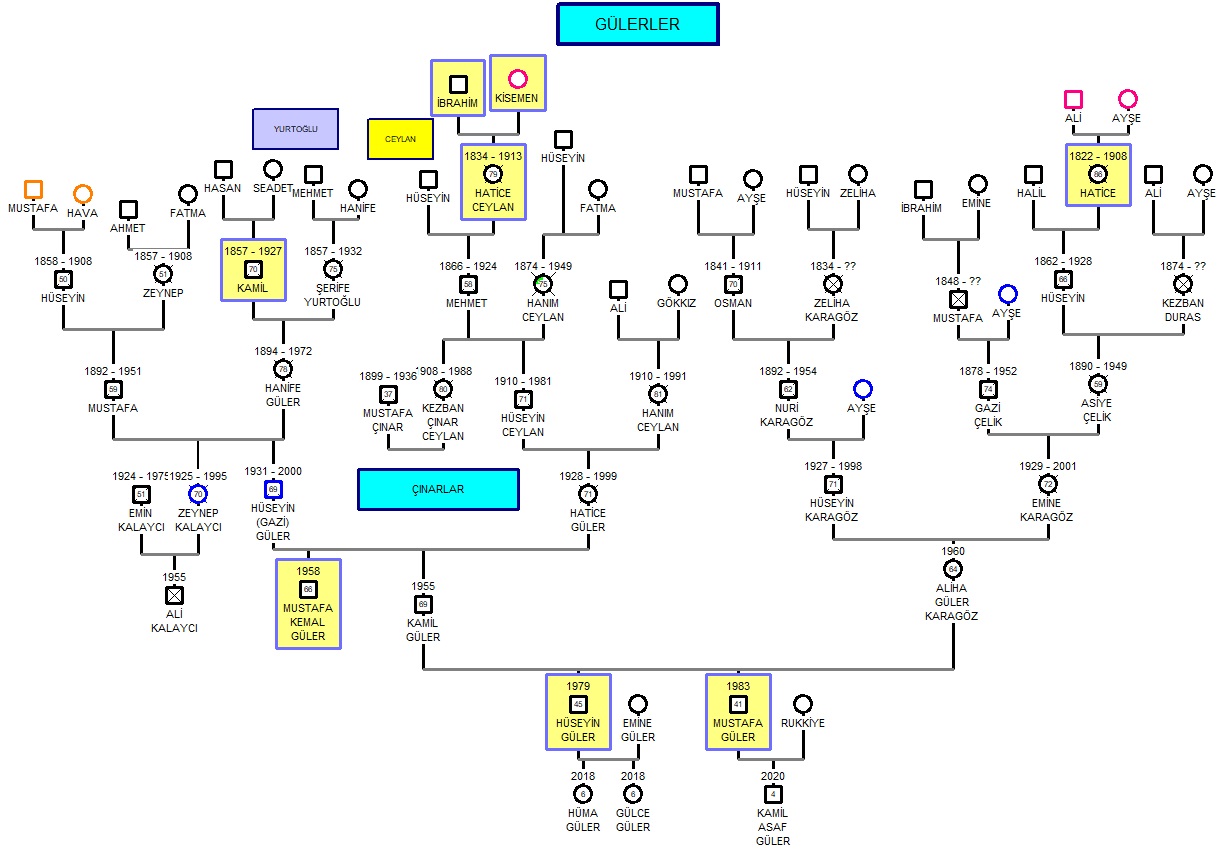 GÜLERLER
İBRAHİM
KİSEMEN
YURTOĞLU
CEYLAN
ALİ
AYŞE
HÜSEYİN
1834 - 1913
79
HATİCE
CEYLAN
1822 - 1908
86
HATİCE
HASAN
SEADET
MEHMET
HANİFE
HÜSEYİN
FATMA
MUSTAFA
AYŞE
HÜSEYİN
ZELİHA
İBRAHİM
EMİNE
HALİL
ALİ
AYŞE
MUSTAFA
HAVA
AHMET
FATMA
1858 - 1908
50
HÜSEYİN
1857 - 1908
51
ZEYNEP
1857 - 1927
70
KAMİL
1857 - 1932
75
ŞERİFE
YURTOĞLU
1866 - 1924
58
MEHMET
1874 - 1949
75
HANIM
CEYLAN
ALİ
GÖKKIZ
1841 - 1911
70
OSMAN
1834 - ??
ZELİHA
KARAGÖZ
1848 - ??
MUSTAFA
AYŞE
1862 - 1928
66
HÜSEYİN
1874 - ??
KEZBAN
DURAS
1892 - 1951
59
MUSTAFA
1894 - 1972
78
HANİFE
GÜLER
1899 - 1936
37
MUSTAFA
ÇINAR
908 - 1988
80
KEZBAN
ÇINAR
CEYLAN
1910 - 1981
71
HÜSEYİN
CEYLAN
1910 - 1991
81
HANIM
CEYLAN
1892 - 1954
62
NURİ
KARAGÖZ
AYŞE
1878 - 1952
74
GAZİ
ÇELİK
1890 - 1949
59
ASİYE
ÇELİK
1924 - 1975
51
EMİN
KALAYCI
1925 - 1995
70
ZEYNEP
KALAYCI
1931 - 2000
69
HÜSEYİN
(GAZİ)
GÜLER
ÇINARLAR
1928 - 1999
71
HATİCE
GÜLER
1927 - 1998
71
HÜSEYİN
KARAGÖZ
1929 - 2001
72
EMİNE
KARAGÖZ
1955
ALİ
KALAYCI
1958
66
MUSTAFA
KEMAL
GÜLER
1955
69
KAMİL
GÜLER
1960
64
ALİHA
GÜLER
KARAGÖZ
1979
45
HÜSEYİN
GÜLER
EMİNE
GÜLER
1983
41
MUSTAFA
GÜLER
RUKKİYE
2018
6
HÜMA
GÜLER
2018
6
GÜLCE
GÜLER
2020
4
KAMİL
ASAF
GÜLER